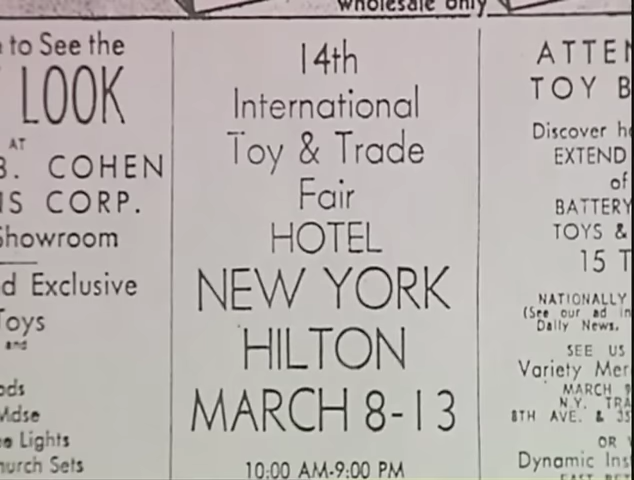 wholesale only
to See the
LOOK
AT
B. COHEN
NS CORP.
Showroom
d Exclusive
Toys
and
ods
Mdse
Lights
hurch Sets
14th
International
Toy & Trade
Fair
HOTEL
NEW YORK
HILTON
MARCH 8-13
10:00 AM-9:00 PM
ATTEN
TOY B
Discover h
EXTEND
of
BATTERY
TOYS &
15 T
NATIONALLY
(See our ad in
Daily News,
SEE US
Variety Mer
MARCH 9
N.Y. TRA
8TH AVE. & 35
OR
Dynamic Ins